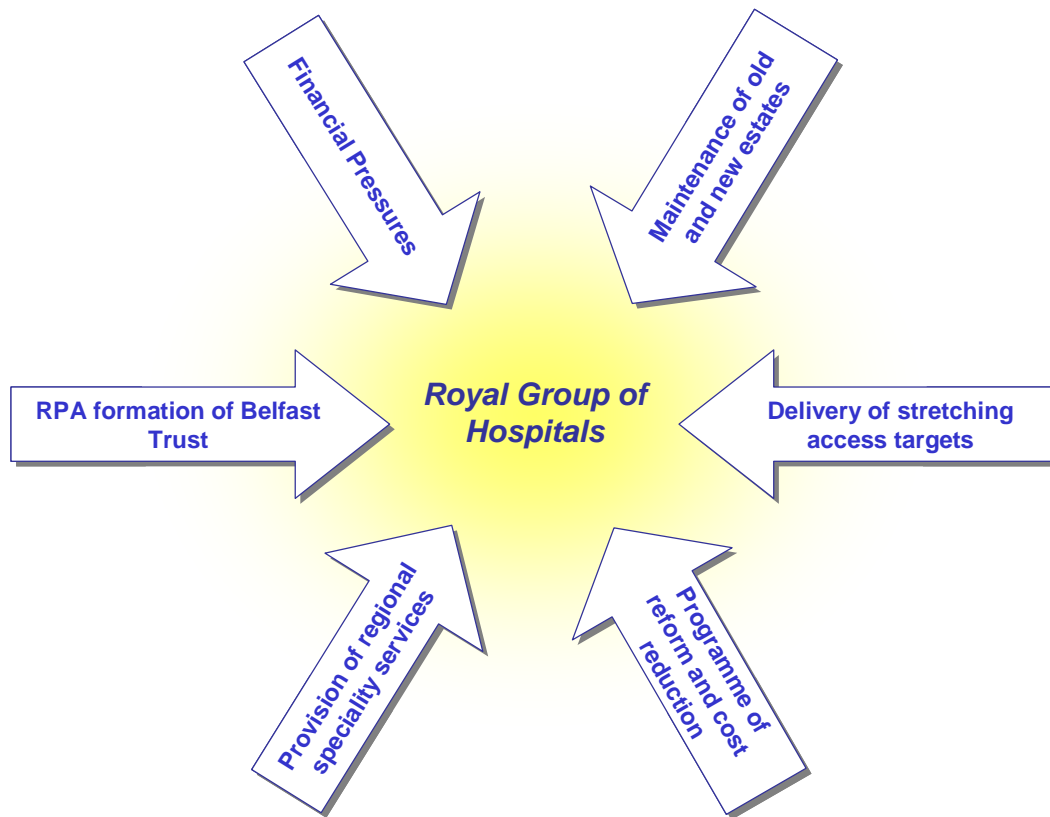 Financial Pressures
Maintenance of old
and new estates
RPA formation of Belfast
Trust
Royal Group of
Hospitals
Delivery of stretching
access targets
Provision of regional
speciality services
Programme of
reform and cost
reduction